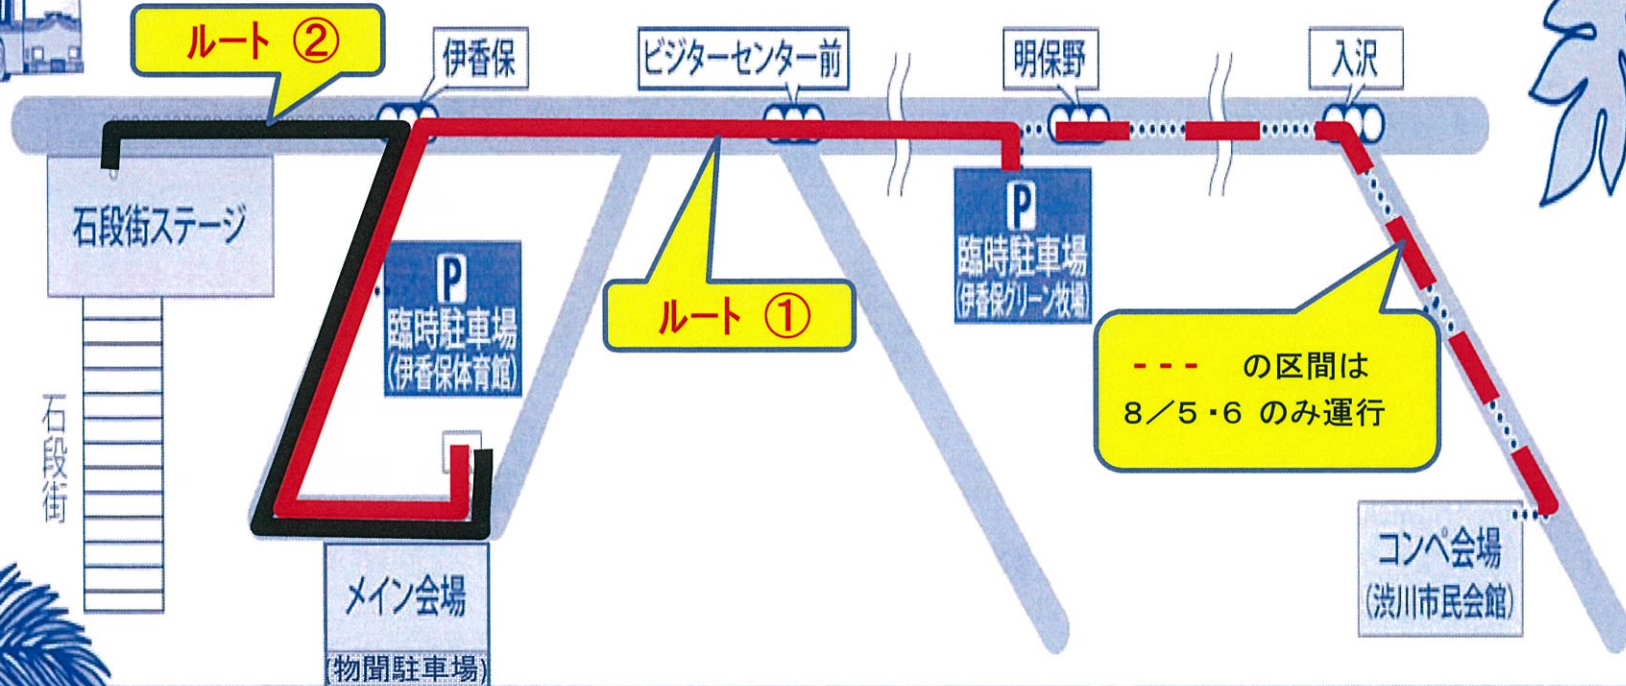 ルート ②
伊香保
ビジターセンター前
明保野
入沢
石段街ステージ
P
臨時駐車場
(伊香保体育館)
ルート ①
P
臨時駐車場
(伊香保グリーン牧場)
--- の区間は
8/5・6 のみ運行
石段街
メイン会場
(物聞駐車場)
コンペ会場
(渋川市民会館)